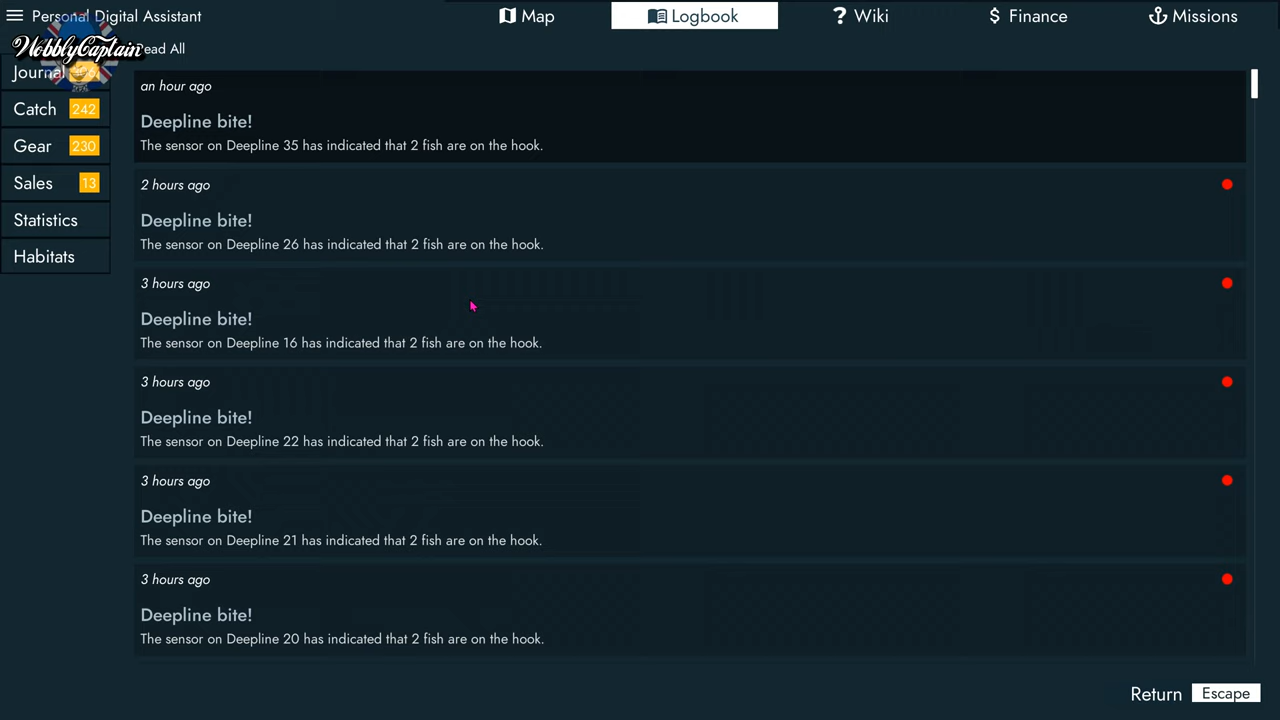 Personal Digital Assistant
Map
Logbook
? Wiki
$ Finance
Missions
WobblyCaptain
Read All
Journal
Catch 242
Gear 230
Sales 13
Statistics
Habitats
an hour ago
Deepline bite!
The sensor on Deepline 35 has indicated that 2 fish are on the hook.
2 hours ago
Deepline bite!
The sensor on Deepline 26 has indicated that 2 fish are on the hook.
3 hours ago
Deepline bite!
The sensor on Deepline 16 has indicated that 2 fish are on the hook.
3 hours ago
Deepline bite!
The sensor on Deepline 22 has indicated that 2 fish are on the hook.
3 hours ago
Deepline bite!
The sensor on Deepline 21 has indicated that 2 fish are on the hook.
3 hours ago
Deepline bite!
The sensor on Deepline 20 has indicated that 2 fish are on the hook.
Return Escape